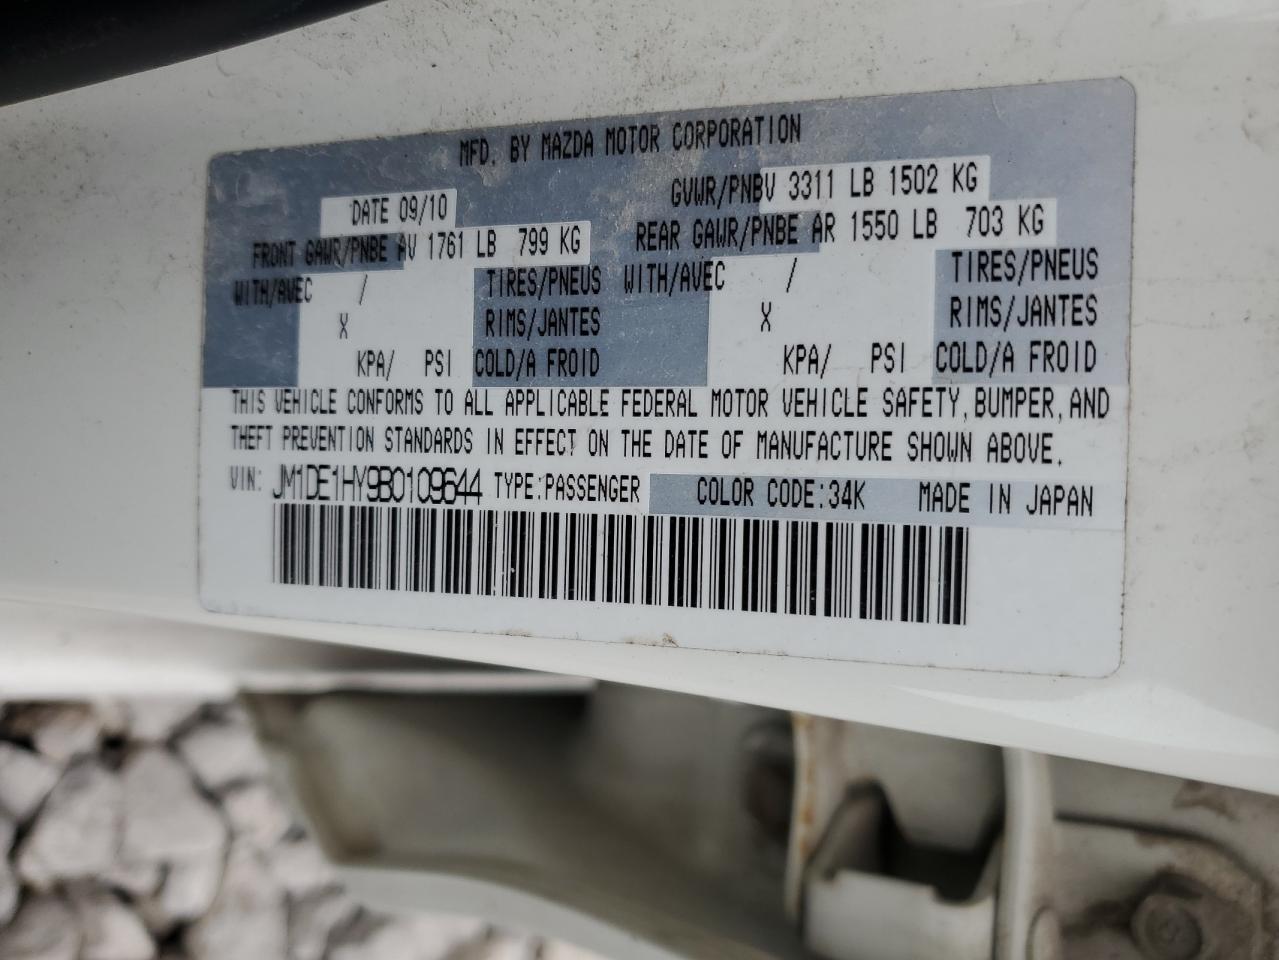 MFD. BY MAZDA MOTOR CORPORATION
DATE 09/10 GVWR/PNBV 3311 LB 1502 KG
FRONT GAWR/PNBE AV 1761 LB 799 KG REAR GAWR/PNBE AR 1550 LB 703 KG
WITH/AVEC / TIRES/PNEUS WITH/AVEC / TIRES/PNEUS
X RIMS/JANTES X RIMS/JANTES
KPA/ PSI COLD/A FROID KPA/ PSI COLD/A FROID
THIS VEHICLE CONFORMS TO ALL APPLICABLE FEDERAL MOTOR VEHICLE SAFETY, BUMPER, AND
THEFT PREVENTION STANDARDS IN EFFECT ON THE DATE OF MANUFACTURE SHOWN ABOVE.
VIN: JM1DE1HY9B0109644 TYPE:PASSENGER COLOR CODE:34K MADE IN JAPAN